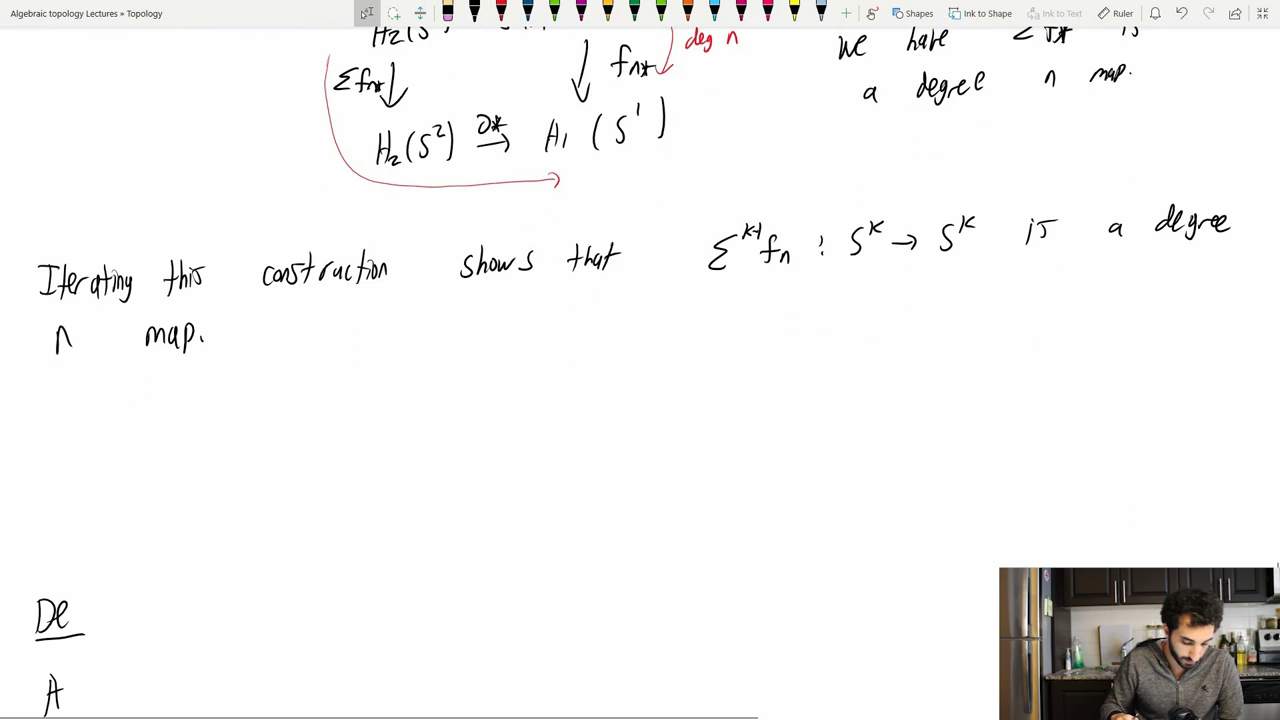 Algebraic topology Lectures » Topology
Shapes
Ink to Shape
Ink to Text
Ruler
deg n
we have
a degree n map.
Σfn*
fn*
H₂(S²) ∂* → H₁(S¹)
Iterating this construction shows that Σᵏ⁻¹fn : Sᵏ → Sᵏ is a degree
n map.
De
A